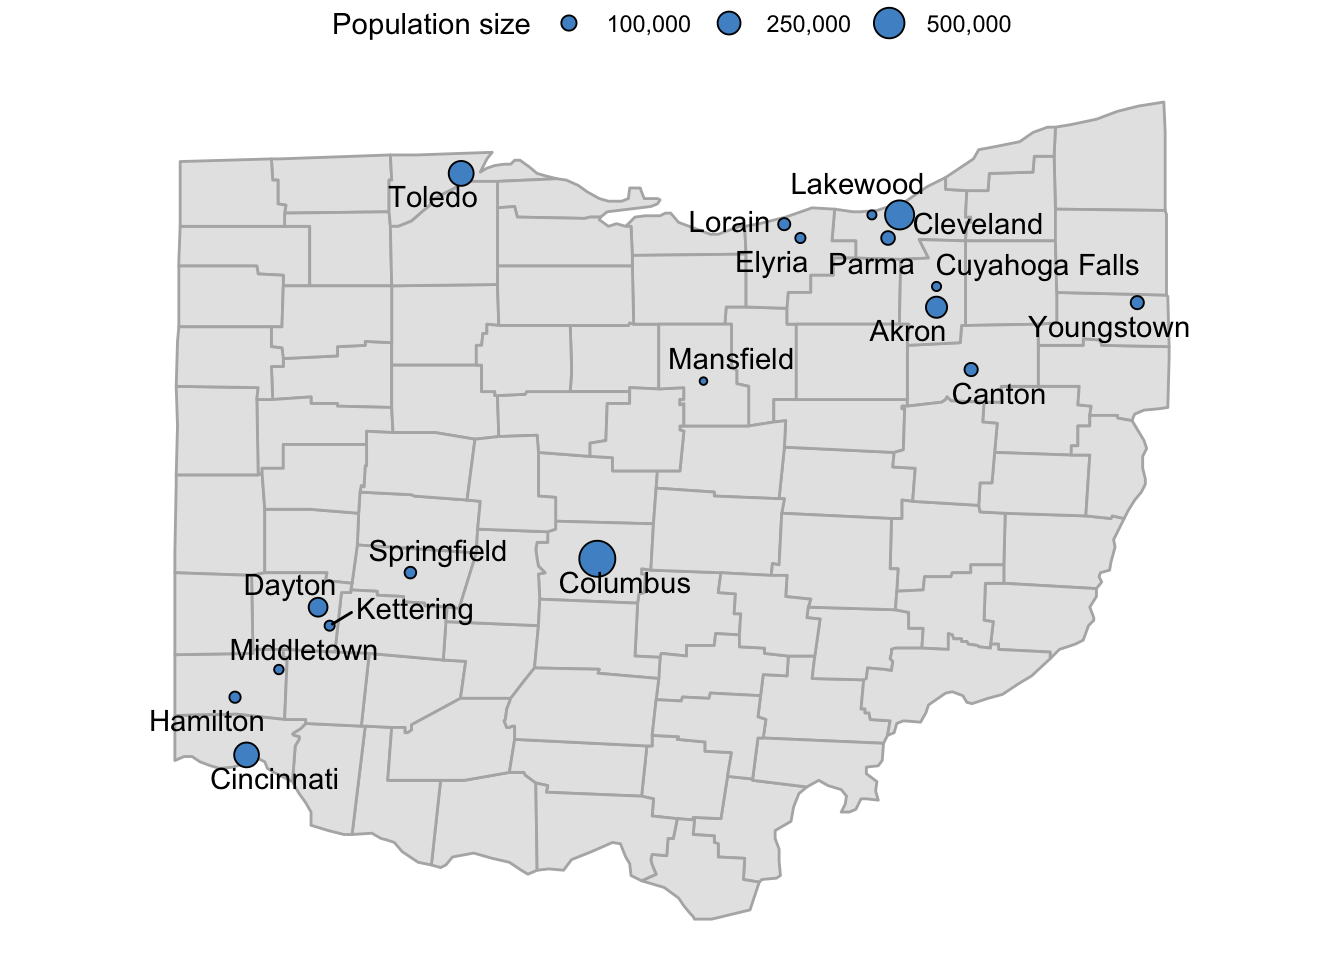 Population size 100,000 250,000 500,000
Lakewood
Toledo
Lorain
Cleveland
Elyria
Parma
Cuyahoga Falls
Akron
Youngstown
Mansfield
Canton
Springfield
Columbus
Dayton
Kettering
Middletown
Hamilton
Cincinnati